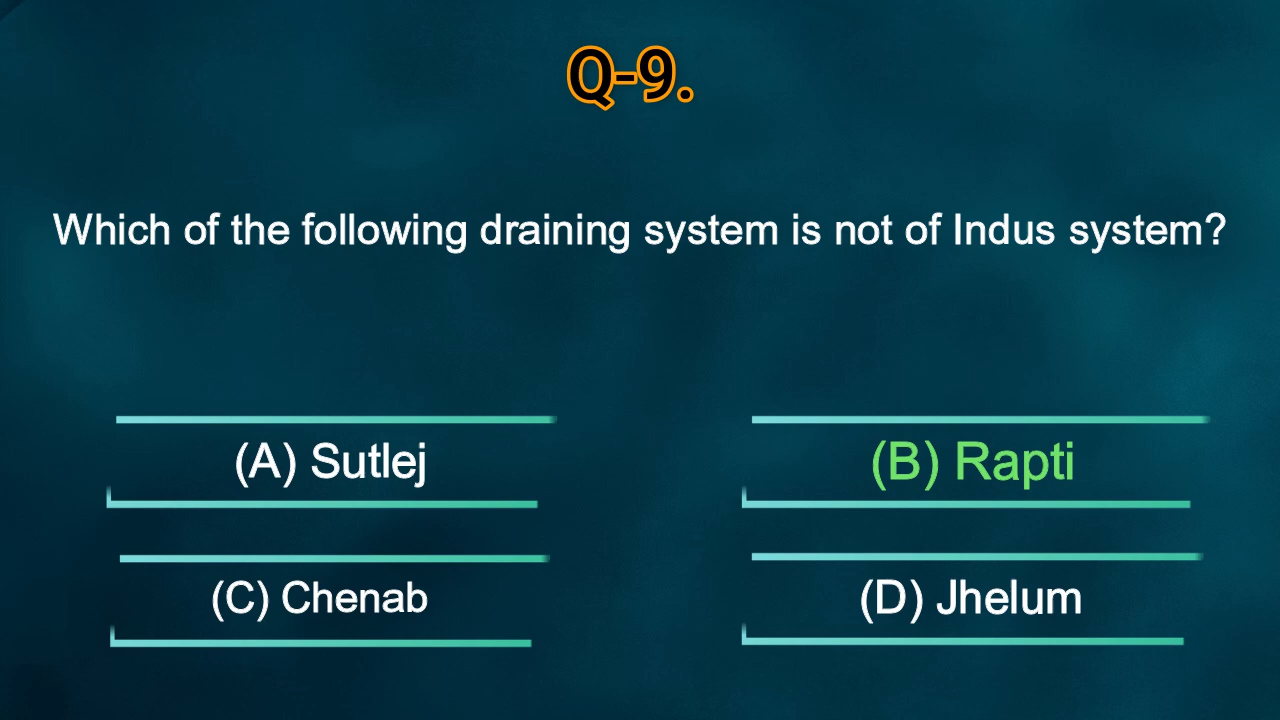 Q-9.
Which of the following draining system is not of Indus system?
(A) Sutlej
(B) Rapti
(C) Chenab
(D) Jhelum